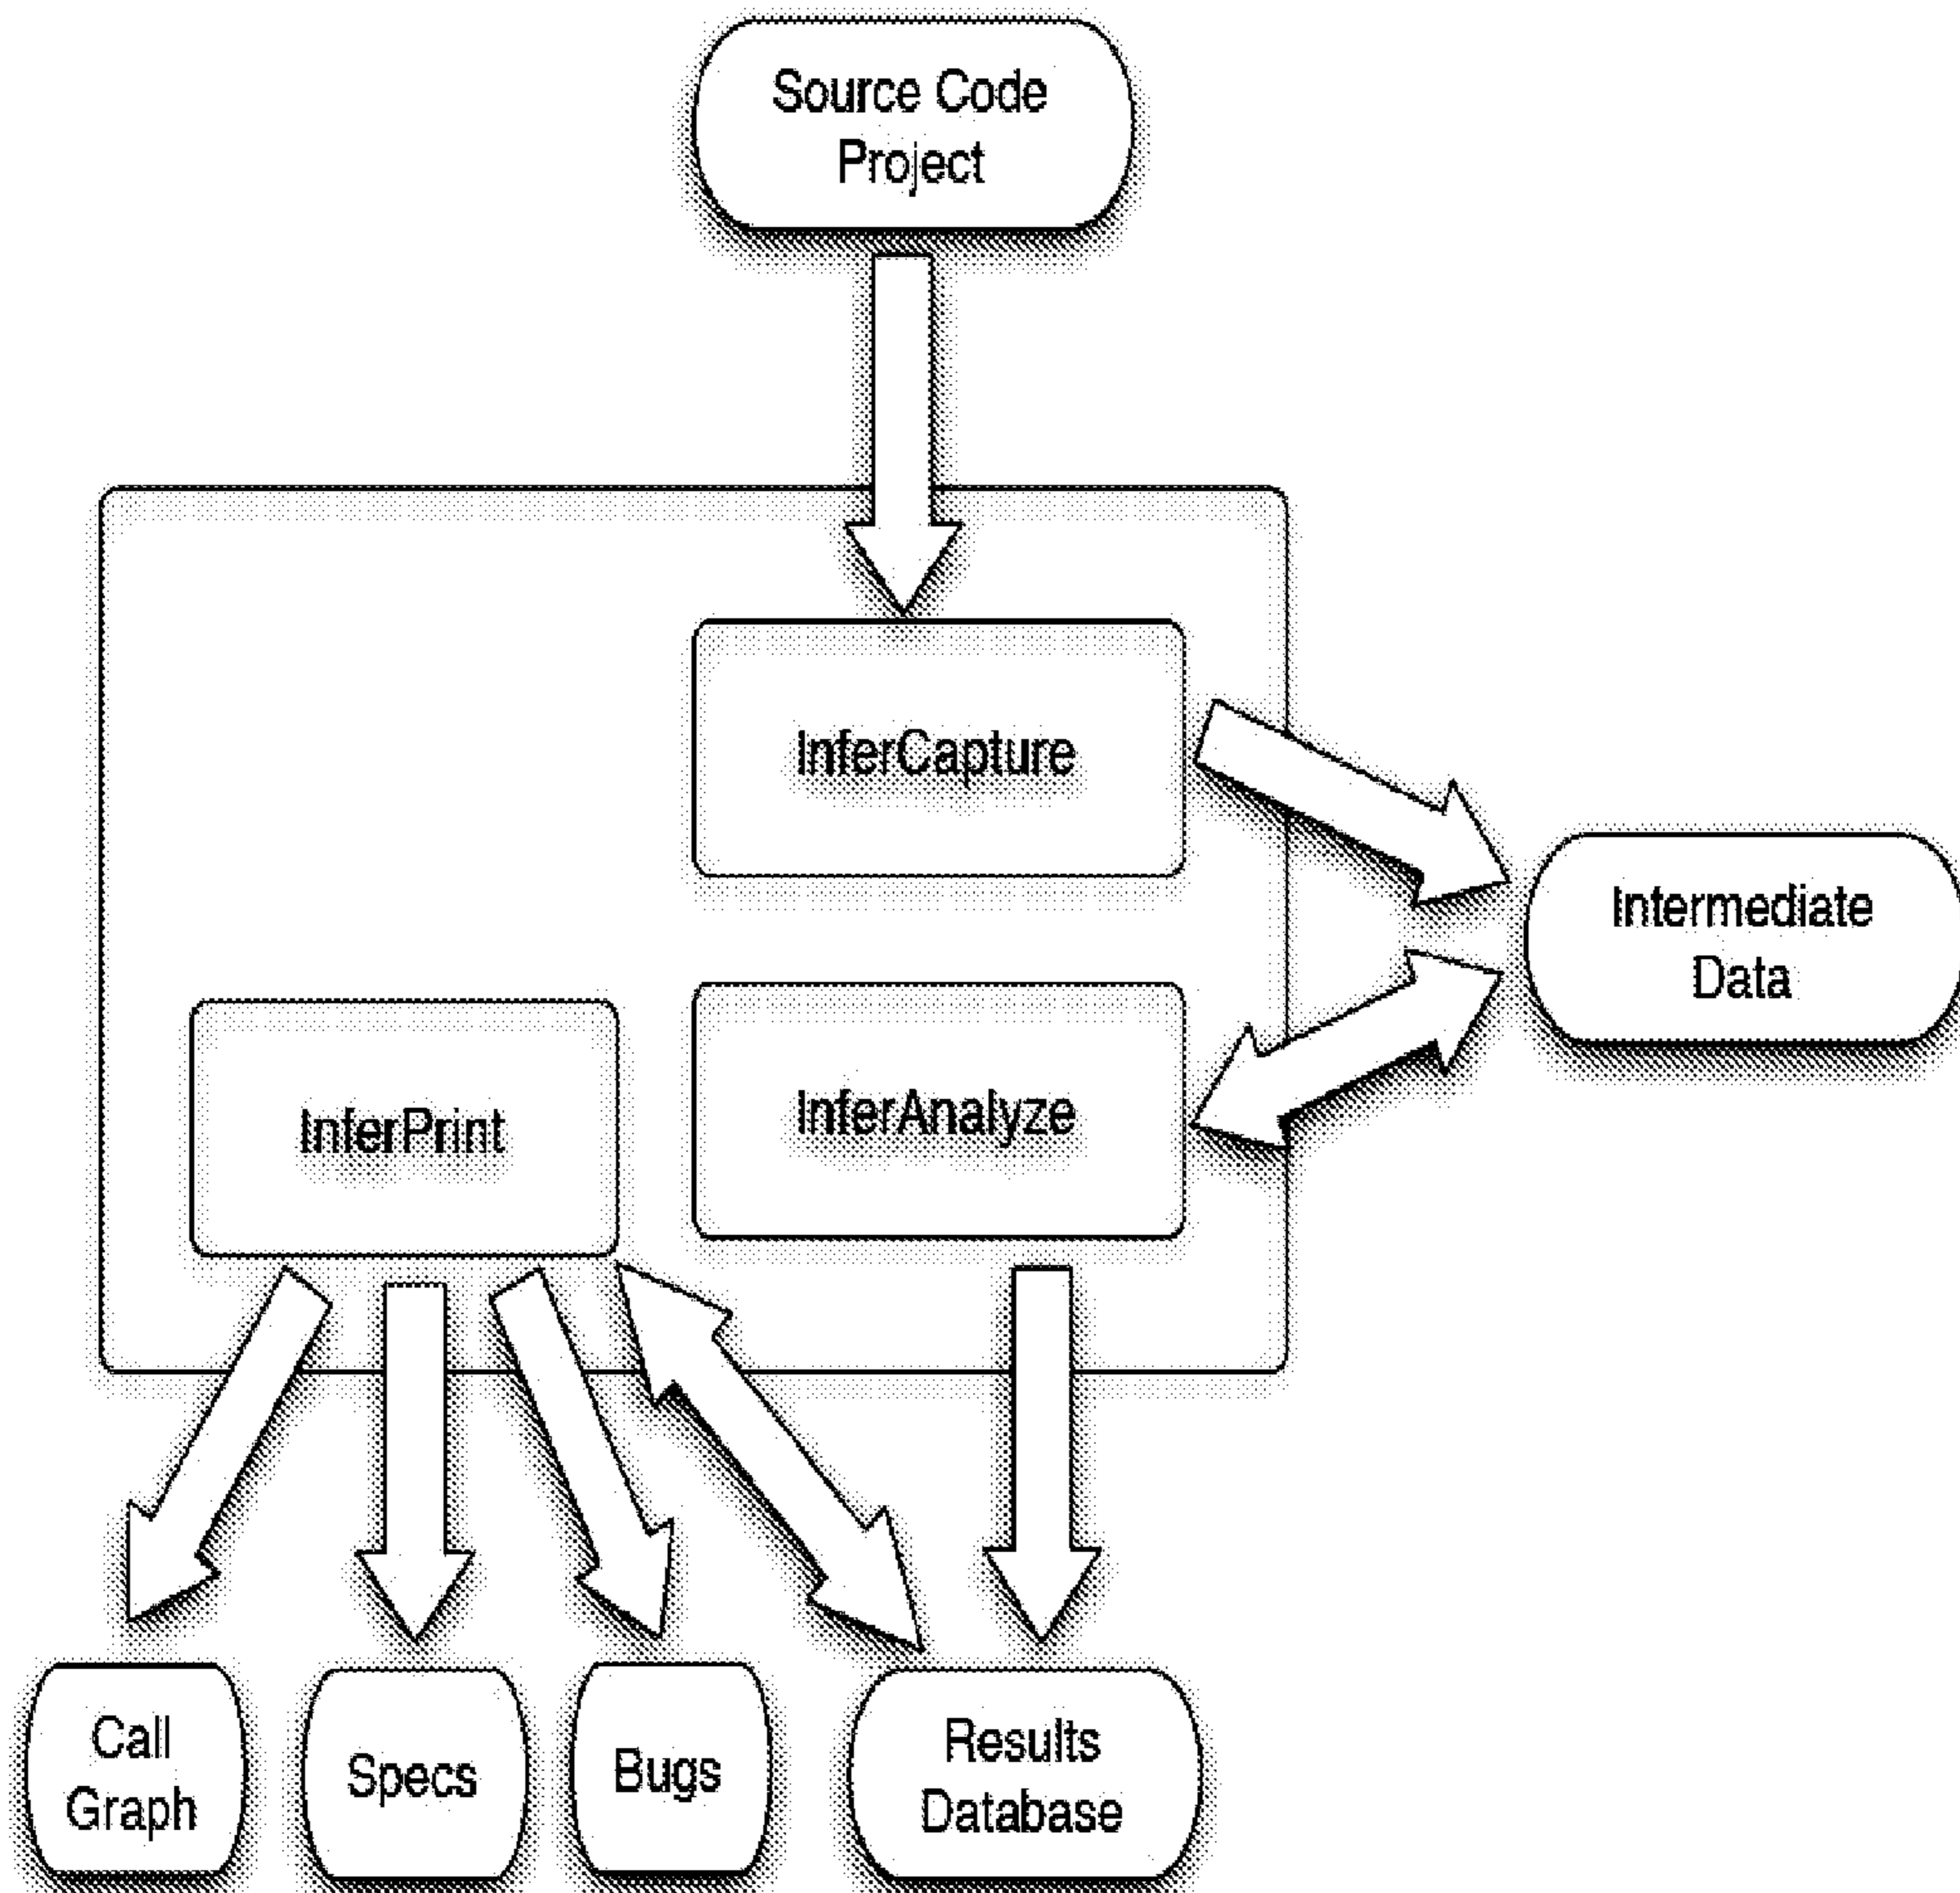 Source Code
Project
InferCapture
Intermediate
Data
InferPrint
InferAnalyze
Call
Graph
Specs
Bugs
Results
Database